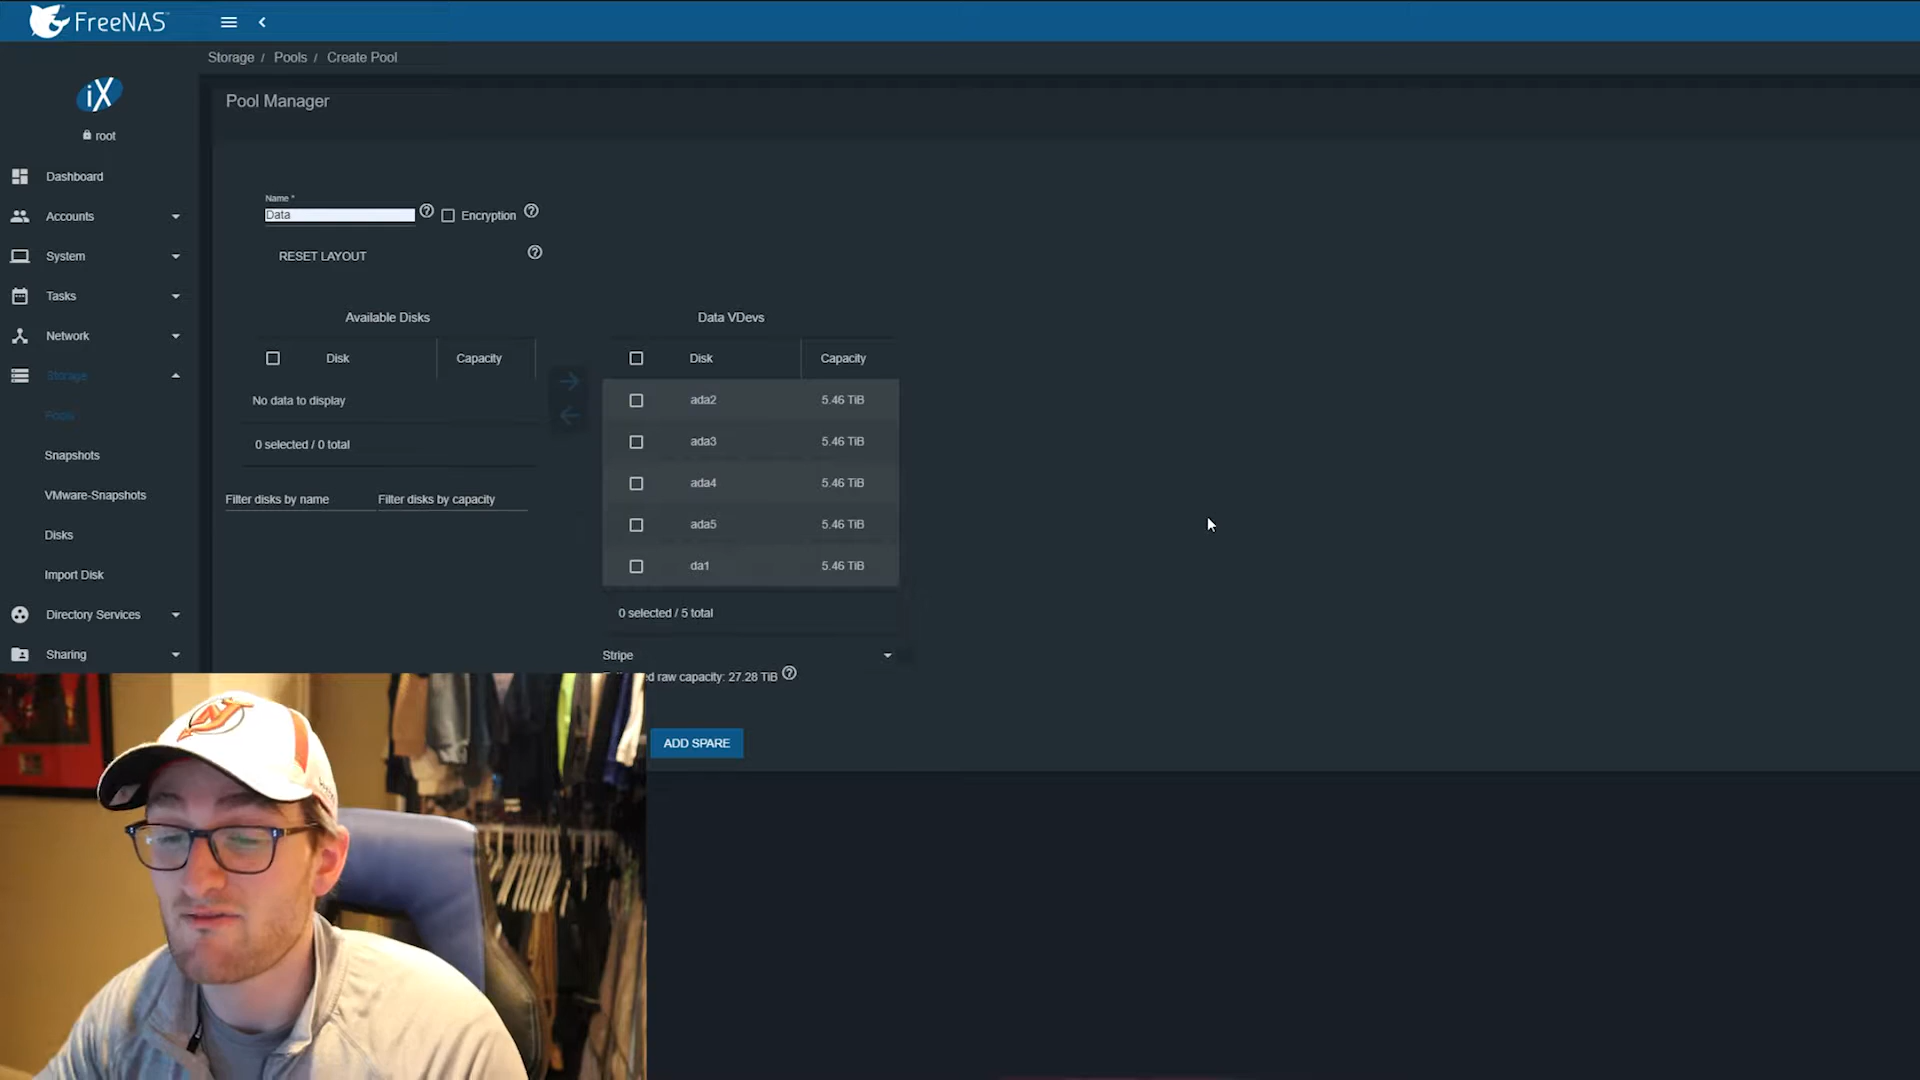 FreeNAS
Storage / Pools / Create Pool
iX
root
Pool Manager
Dashboard
Accounts
System
Tasks
Network
Storage
Pools
Snapshots
VMware-Snapshots
Disks
Import Disk
Directory Services
Sharing
Name *
Data
Encryption
RESET LAYOUT
Available Disks
Disk Capacity
No data to display
0 selected / 0 total
Filter disks by name Filter disks by capacity
Data VDevs
Disk Capacity
ada2 5.46 TiB
ada3 5.46 TiB
ada4 5.46 TiB
ada5 5.46 TiB
da1 5.46 TiB
0 selected / 5 total
Stripe
raw capacity: 27.28 TiB
ADD SPARE